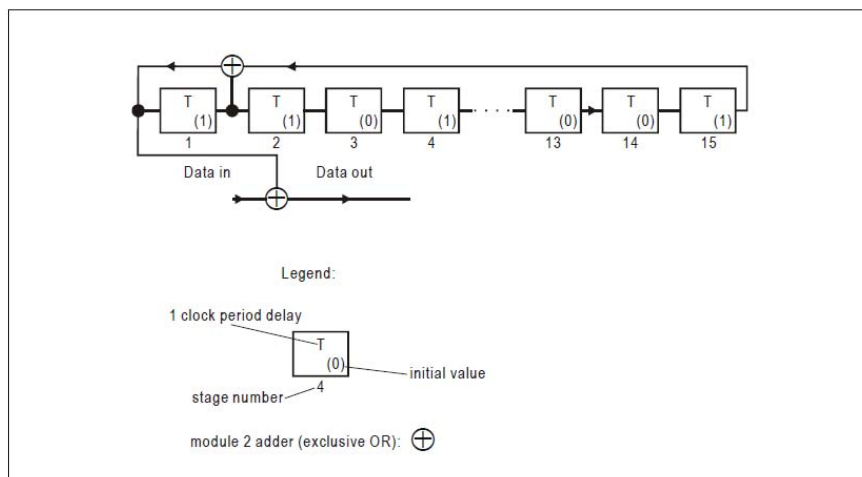 T T T T T T T
(1) (1) (0) (1) (0) (0) (1)
1 2 3 4 13 14 15
Data in Data out
Legend:
1 clock period delay
T
(0)
initial value
4
stage number
module 2 adder (exclusive OR):